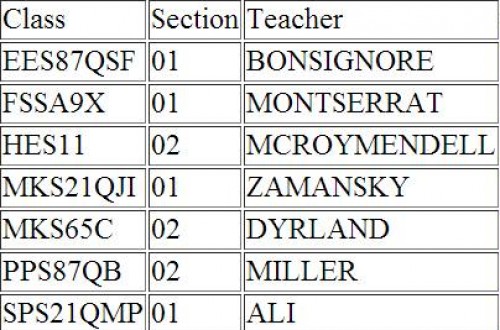 Class Section Teacher
EES87QSF 01 BONSIGNORE
FSSA9X 01 MONTSERRAT
HES11 02 MCROYMENDELL
MKS21QJI 01 ZAMANSKY
MKS65C 02 DYRLAND
PPS87QB 02 MILLER
SPS21QMP 01 ALI